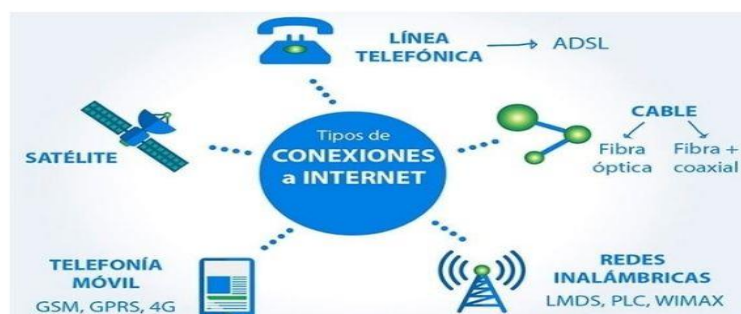 LÍNEA
TELEFÓNICA
ADSL
CABLE
Fibra
óptica
Fibra +
coaxial
SATÉLITE
Tipos de
CONEXIONES
a INTERNET
TELEFONÍA
MÓVIL
GSM, GPRS, 4G
REDES
INALÁMBRICAS
LMDS, PLC, WIMAX